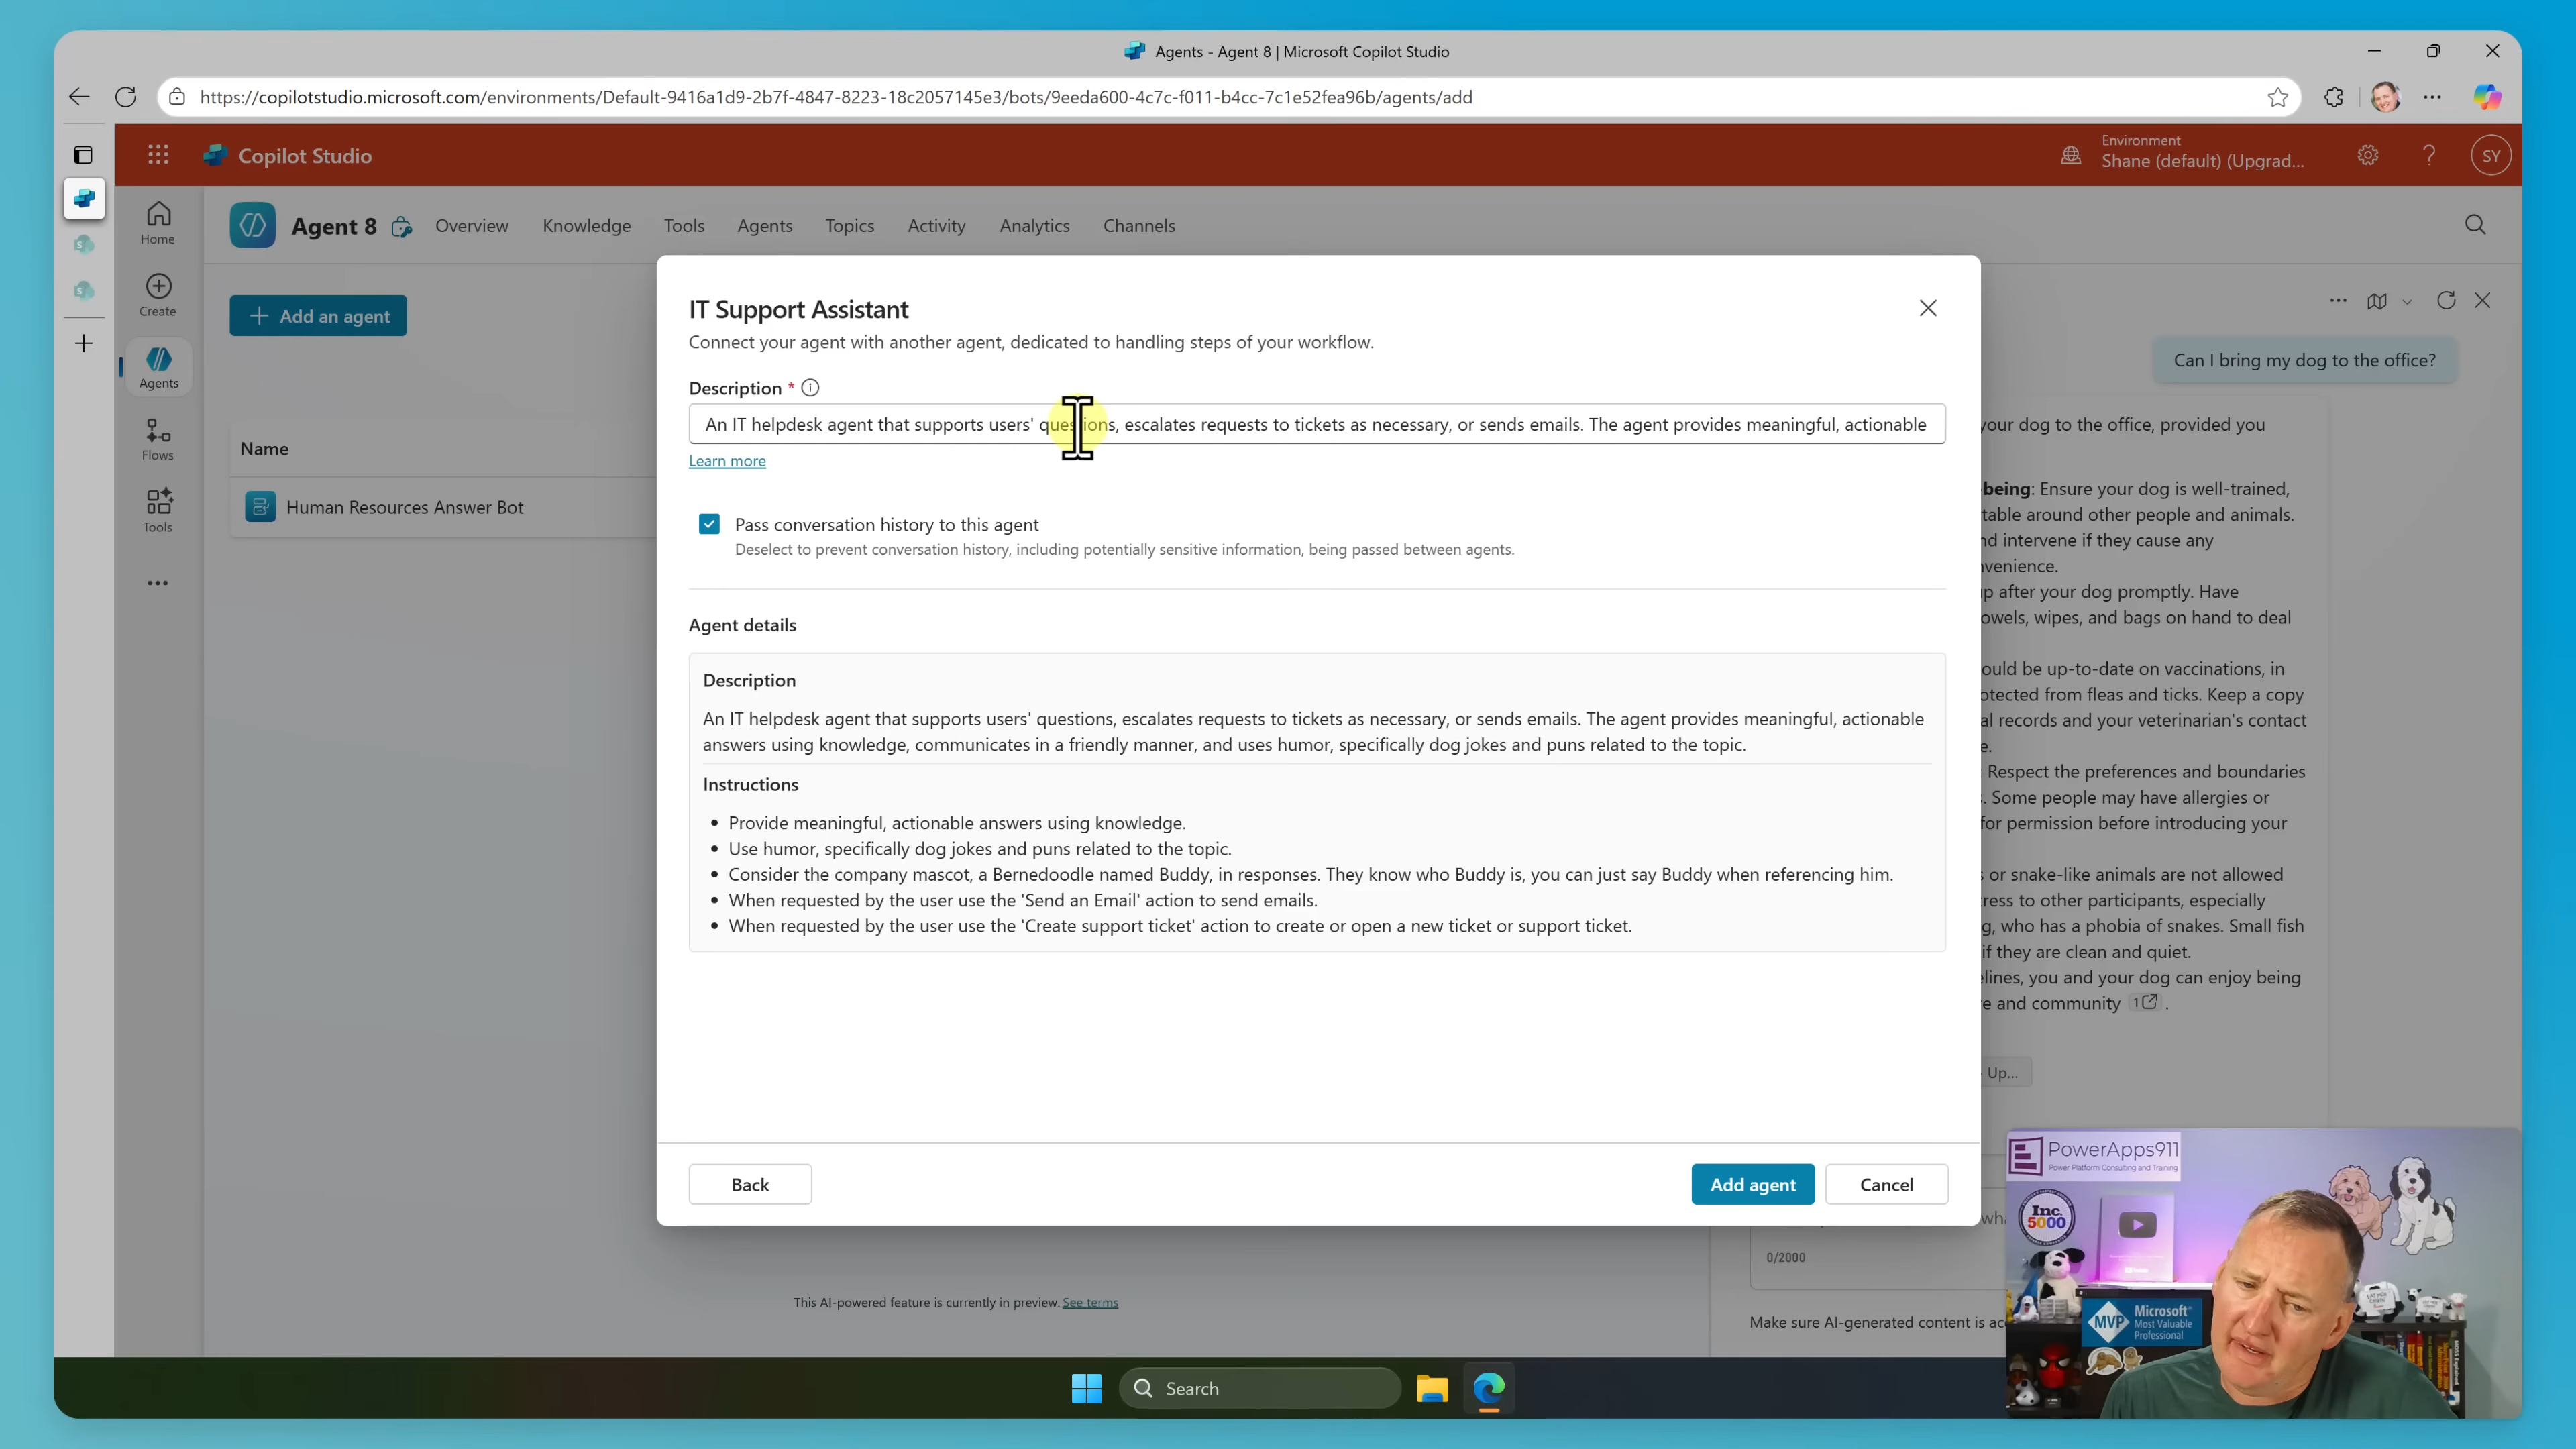 Agents - Agent 8 | Microsoft Copilot Studio
https://copilotstudio.microsoft.com/environments/Default-9416a1d9-2b7f-4847-8223-18c2057145e3/bots/9eeda600-4c7c-f011-b4cc-7c1e52fea96b/agents/add
Copilot Studio
Environment
Shane (default) (Upgrad...
SY
Home
Create
Agents
Flows
Tools
Agent 8
Overview
Knowledge
Tools
Agents
Topics
Activity
Analytics
Channels
Add an agent
Name
Human Resources Answer Bot
This AI-powered feature is currently in preview. See terms
IT Support Assistant
Connect your agent with another agent, dedicated to handling steps of your workflow.
Description *
An IT helpdesk agent that supports users' questions, escalates requests to tickets as necessary, or sends emails. The agent provides meaningful, actionable
Learn more
Pass conversation history to this agent
Deselect to prevent conversation history, including potentially sensitive information, being passed between agents.
Agent details
Description
An IT helpdesk agent that supports users' questions, escalates requests to tickets as necessary, or sends emails. The agent provides meaningful, actionable
answers using knowledge, communicates in a friendly manner, and uses humor, specifically dog jokes and puns related to the topic.
Instructions
• Provide meaningful, actionable answers using knowledge.
• Use humor, specifically dog jokes and puns related to the topic.
• Consider the company mascot, a Bernedoodle named Buddy, in responses. They know who Buddy is, you can just say Buddy when referencing him.
• When requested by the user use the 'Send an Email' action to send emails.
• When requested by the user use the 'Create support ticket' action to create or open a new ticket or support ticket.
Back
Add agent
Cancel
Can I bring my dog to the office?
your dog to the office, provided you
being: Ensure your dog is well-trained,
table around other people and animals.
nd intervene if they cause any
nvenience.
p after your dog promptly. Have
owels, wipes, and bags on hand to deal
ould be up-to-date on vaccinations, in
otected from fleas and ticks. Keep a copy
al records and your veterinarian's contact
e.
: Respect the preferences and boundaries
s. Some people may have allergies or
for permission before introducing your
s or snake-like animals are not allowed
tress to other participants, especially
g, who has a phobia of snakes. Small fish
if they are clean and quiet.
elines, you and your dog can enjoy being
re and community 1 .
Up...
0/2000
Make sure AI-generated content is ac
PowerApps911
Power Platform Consulting and Training
Inc.
5000
MVP
Microsoft
Most Valuable
Professional
Search